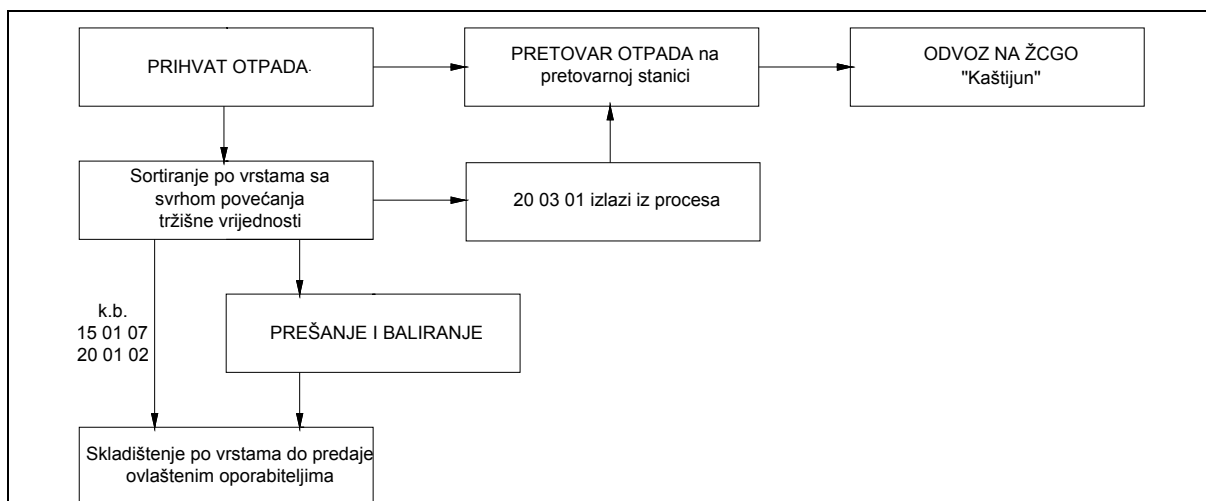 PRIHVAT OTPADA.
PRETOVAR OTPADA na
pretovarnoj stanici
ODVOZ NA ŽCGO
"Kaštijun"
Sortiranje po vrstama sa
svrhom povećanja
tržišne vrijednosti
20 03 01 izlazi iz procesa
k.b.
15 01 07
20 01 02
PREŠANJE I BALIRANJE
Skladištenje po vrstama do predaje
ovlaštenim oporabiteljima